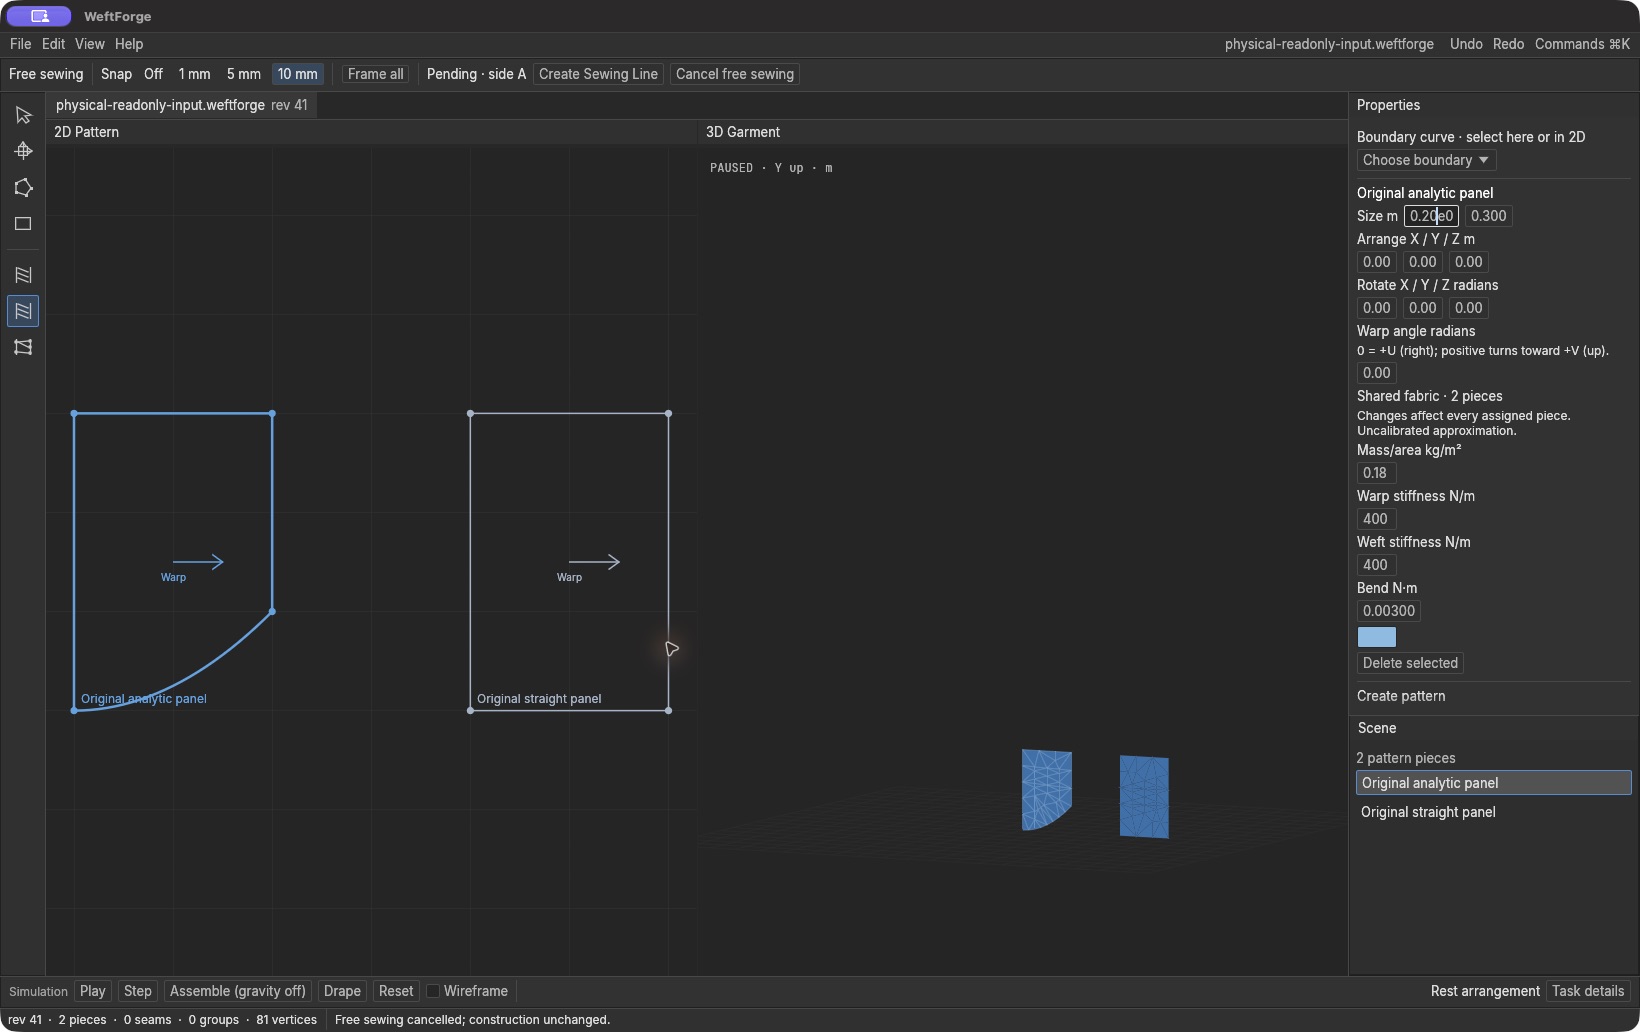 WeftForge
File Edit View Help
physical-readonly-input.weftforge Undo Redo Commands ⌘K
Free sewing Snap Off 1 mm 5 mm 10 mm Frame all Pending · side A Create Sewing Line Cancel free sewing
physical-readonly-input.weftforge rev 41
2D Pattern
Warp
Original analytic panel
Warp
Original straight panel
3D Garment
PAUSED · Y up · m
Properties
Boundary curve · select here or in 2D
Choose boundary
Original analytic panel
Size m 0.20e0 0.300
Arrange X / Y / Z m
0.00 0.00 0.00
Rotate X / Y / Z radians
0.00 0.00 0.00
Warp angle radians
0 = +U (right); positive turns toward +V (up).
0.00
Shared fabric · 2 pieces
Changes affect every assigned piece.
Uncalibrated approximation.
Mass/area kg/m²
0.18
Warp stiffness N/m
400
Weft stiffness N/m
400
Bend N·m
0.00300
Delete selected
Create pattern
Scene
2 pattern pieces
Original analytic panel
Original straight panel
Simulation Play Step Assemble (gravity off) Drape Reset Wireframe
Rest arrangement Task details
rev 41 · 2 pieces · 0 seams · 0 groups · 81 vertices Free sewing cancelled; construction unchanged.